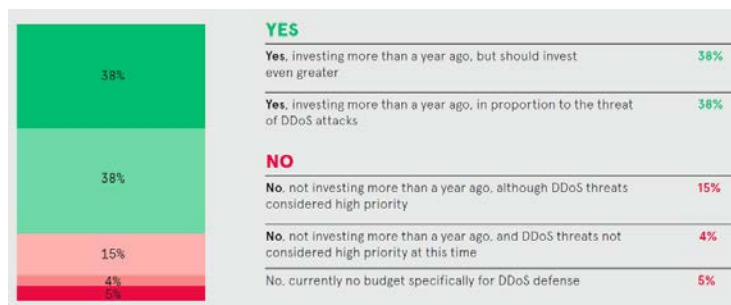 38%
38%
15%
4%
5%
YES
Yes, investing more than a year ago, but should invest
even greater
38%
Yes, investing more than a year ago, in proportion to the threat
of DDoS attacks
38%
NO
No, not investing more than a year ago, although DDoS threats
considered high priority
15%
No, not investing more than a year ago, and DDoS threats not
considered high priority at this time
4%
No, currently no budget specifically for DDoS defense
5%